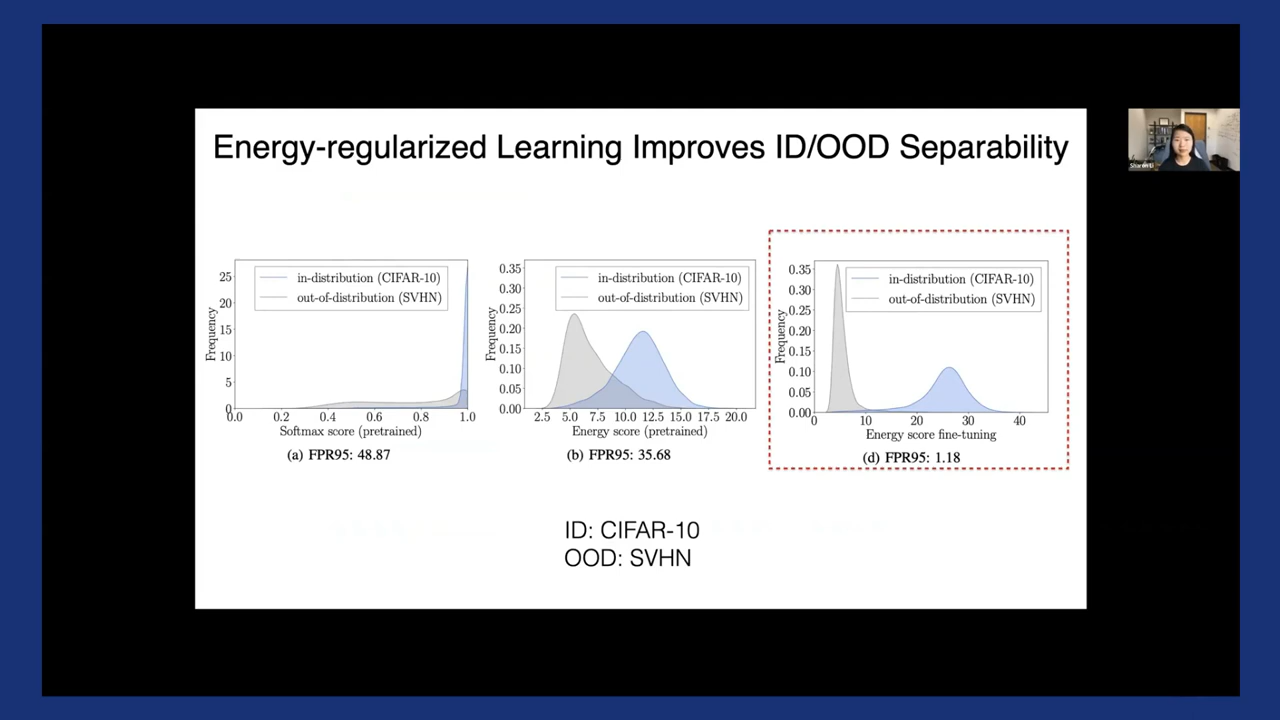 Energy-regularized Learning Improves ID/OOD Separability
Sharon Li
in-distribution (CIFAR-10)
out-of-distribution (SVHN)
Frequency
25
20
15
10
5
0
0.0 0.2 0.4 0.6 0.8 1.0
Softmax score (pretrained)
(a) FPR95: 48.87
in-distribution (CIFAR-10)
out-of-distribution (SVHN)
Frequency
0.35
0.30
0.25
0.20
0.15
0.10
0.05
0.00
2.5 5.0 7.5 10.0 12.5 15.0 17.5 20.0
Energy score (pretrained)
(b) FPR95: 35.68
in-distribution (CIFAR-10)
out-of-distribution (SVHN)
Frequency
0.35
0.30
0.25
0.20
0.15
0.10
0.05
0.00
0 10 20 30 40
Energy score fine-tuning
(d) FPR95: 1.18
ID: CIFAR-10
OOD: SVHN